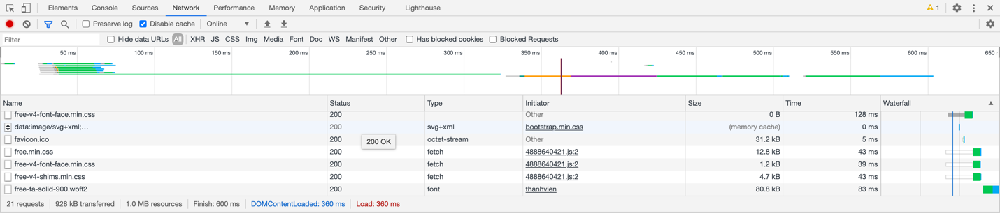 Elements Console Sources Network Performance Memory Application Security Lighthouse 1
Preserve log Disable cache Online
Filter Hide data URLs All XHR JS CSS Img Media Font Doc WS Manifest Other Has blocked cookies Blocked Requests
50 ms 100 ms 150 ms 200 ms 250 ms 300 ms 350 ms 400 ms 450 ms 500 ms 550 ms 600 ms 650 r
Name Status Type Initiator Size Time Waterfall
free-v4-font-face.min.css 200 Other 0 B 128 ms
data:image/svg+xml;… 200 svg+xml bootstrap.min.css (memory cache) 0 ms
favicon.ico 200 octet-stream Other 31.2 kB 5 ms
200 OK
free.min.css 200 fetch 4888640421.js:2 12.8 kB 43 ms
free-v4-font-face.min.css 200 fetch 4888640421.js:2 1.2 kB 39 ms
free-v4-shims.min.css 200 fetch 4888640421.js:2 4.7 kB 43 ms
free-fa-solid-900.woff2 200 font thanhvien 80.8 kB 83 ms
21 requests 928 kB transferred 1.0 MB resources Finish: 600 ms DOMContentLoaded: 360 ms Load: 360 ms